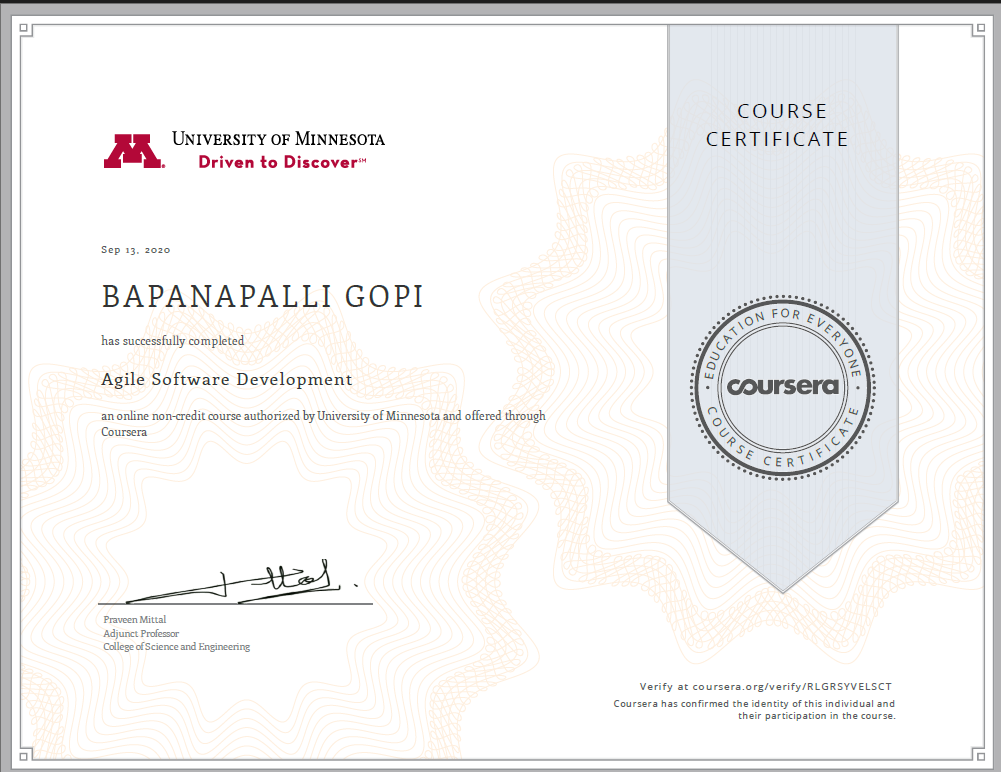 UNIVERSITY OF MINNESOTA
Driven to Discover℠
COURSE
CERTIFICATE
Sep 13, 2020
BAPANAPALLI GOPI
has successfully completed
Agile Software Development
an online non-credit course authorized by University of Minnesota and offered through
Coursera
EDUCATION FOR EVERYONE
coursera
COURSE CERTIFICATE
Praveen Mittal
Adjunct Professor
College of Science and Engineering
Verify at coursera.org/verify/RLGRSYVELSCT
Coursera has confirmed the identity of this individual and
their participation in the course.